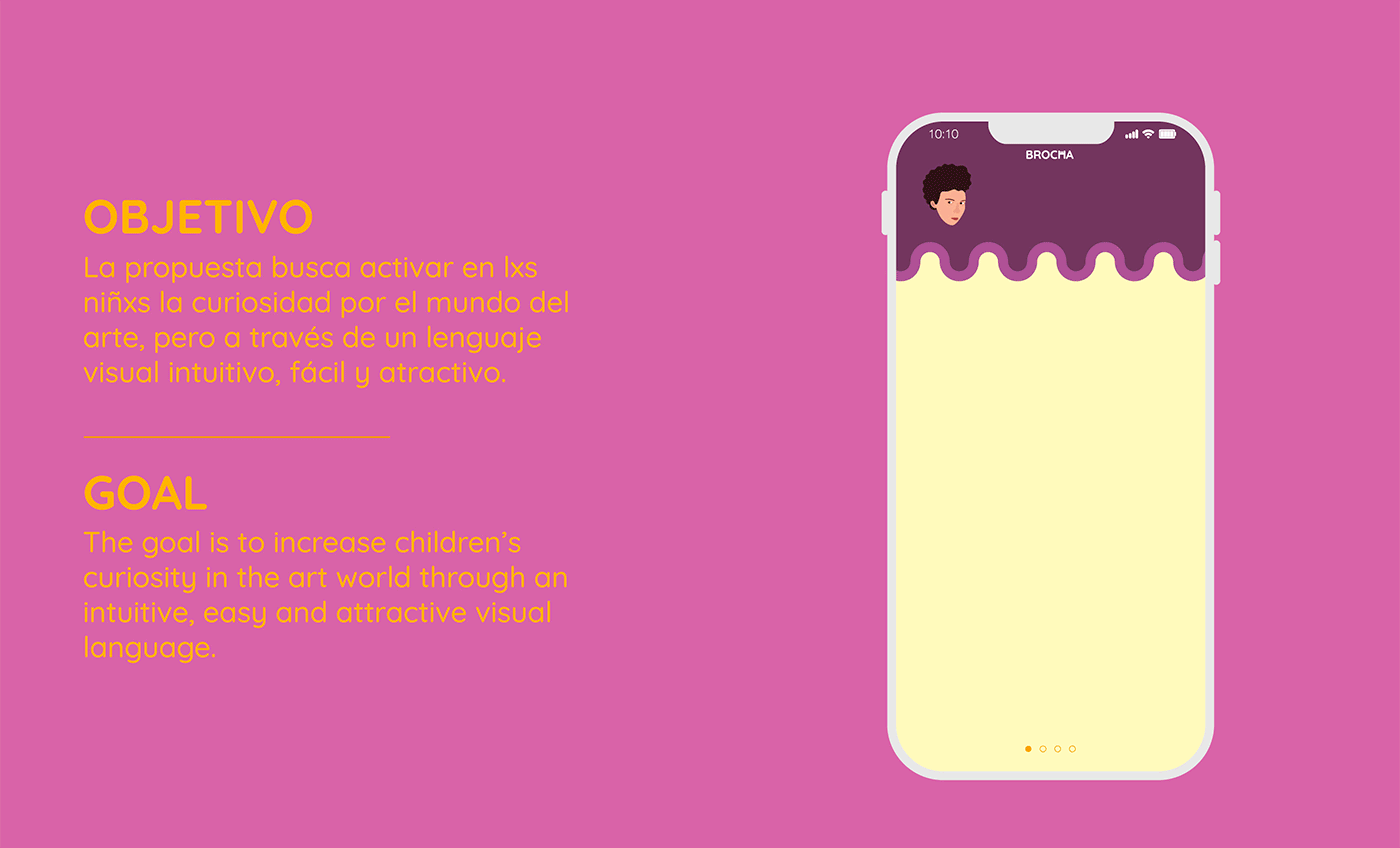 OBJETIVO
La propuesta busca activar en lxs
niñxs la curiosidad por el mundo del
arte, pero a través de un lenguaje
visual intuitivo, fácil y atractivo.
GOAL
The goal is to increase children’s
curiosity in the art world through an
intuitive, easy and attractive visual
language.
10:10
BROCHA